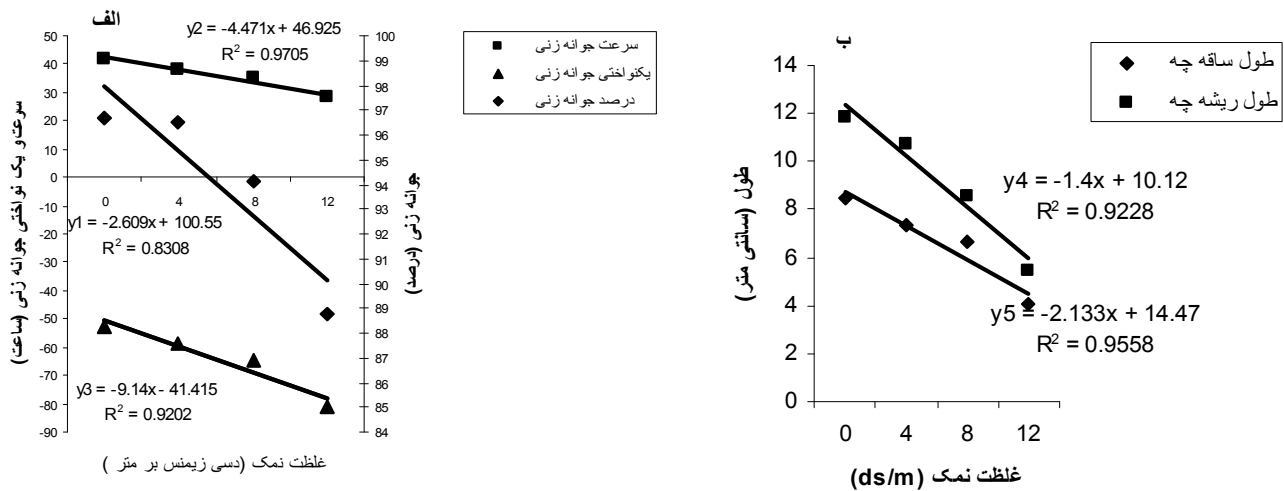 الف
y2 = -4.471x + 46.925
R² = 0.9705
50
40
30
20
10
0
-10
-20
-30
-40
-50
-60
-70
-80
-90
100
99
98
97
96
95
94
93
92
91
90
89
88
87
86
85
84
0 4 8 12
y1 = -2.609x + 100.55
R² = 0.8308
y3 = -9.14x - 41.415
R² = 0.9202
سرعت و یک نواختی جوانه زنی (ساعت)
جوانه زنی (درصد)
غلظت نمک (دسی زیمنس بر متر )
سرعت جوانه زنی
یکنواختی جوانه زنی
درصد جوانه زنی
ب
14
12
10
8
6
4
2
0
0 4 8 12
y4 = -1.4x + 10.12
R² = 0.9228
y5 = -2.133x + 14.47
R² = 0.9558
طول (سانتی متر)
غلظت نمک (ds/m)
طول ساقه چه
طول ریشه چه